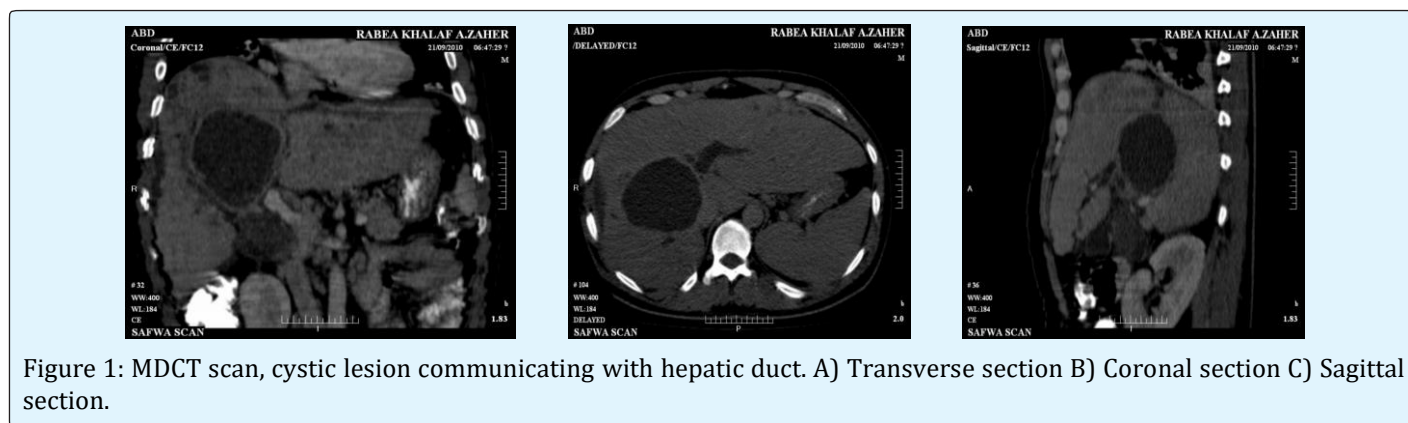 ABD
RABEA KHALAF A.ZAHER
Coronal/CE/FC12
21/09/2010 06:47:29 ?
M
R
# 32
WW:400
WL:184
CE
h
1.83
SAFWA SCAN
I
ABD
RABEA KHALAF A.ZAHER
/DELAYED/FC12
21/09/2010 06:47:29 ?
M
R
# 104
WW:400
WL:184
DELAYED
h
2.0
SAFWA SCAN
P
ABD
RABEA KHALAF A.ZAHER
Sagittal/CE/FC12
21/09/2010 06:47:29 ?
M
A
# 36
WW:400
WL:184
CE
h
1.83
SAFWA SCAN
I
Figure 1: MDCT scan, cystic lesion communicating with hepatic duct. A) Transverse section B) Coronal section C) Sagittal
section.